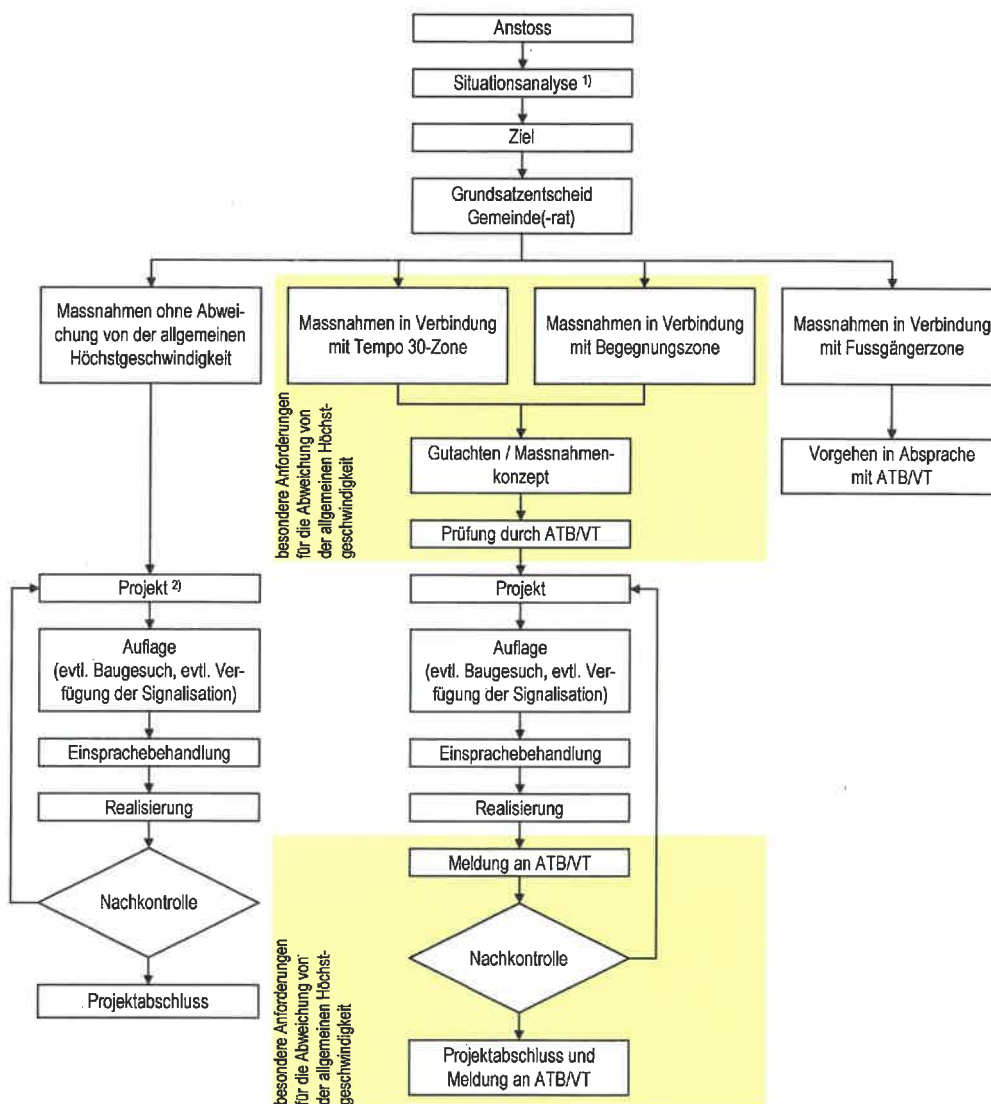 Anstoss
Situationsanalyse 1)
Ziel
Grundsatzentscheid
Gemeinde(-rat)
Massnahmen ohne Abwei-
chung von der allgemeinen
Höchstgeschwindigkeit
Massnahmen in Verbindung
mit Tempo 30-Zone
Massnahmen in Verbindung
mit Begegnungszone
Massnahmen in Verbindung
mit Fussgängerzone
besondere Anforderungen
für die Abweichung von
der allgemeinen Höchst-
geschwindigkeit
Gutachten / Massnahmen-
konzept
Vorgehen in Absprache
mit ATB/VT
Prüfung durch ATB/VT
Projekt 2)
Projekt
Auflage
(evtl. Baugesuch, evtl. Ver-
fügung der Signalisation)
Auflage
(evtl. Baugesuch, evtl. Ver-
fügung der Signalisation)
Einsprachebehandlung
Einsprachebehandlung
Realisierung
Realisierung
Meldung an ATB/VT
Nachkontrolle
Nachkontrolle
besondere Anforderungen
für die Abweichung von
der allgemeinen Höchst-
geschwindigkeit
Projektabschluss
Projektabschluss und
Meldung an ATB/VT